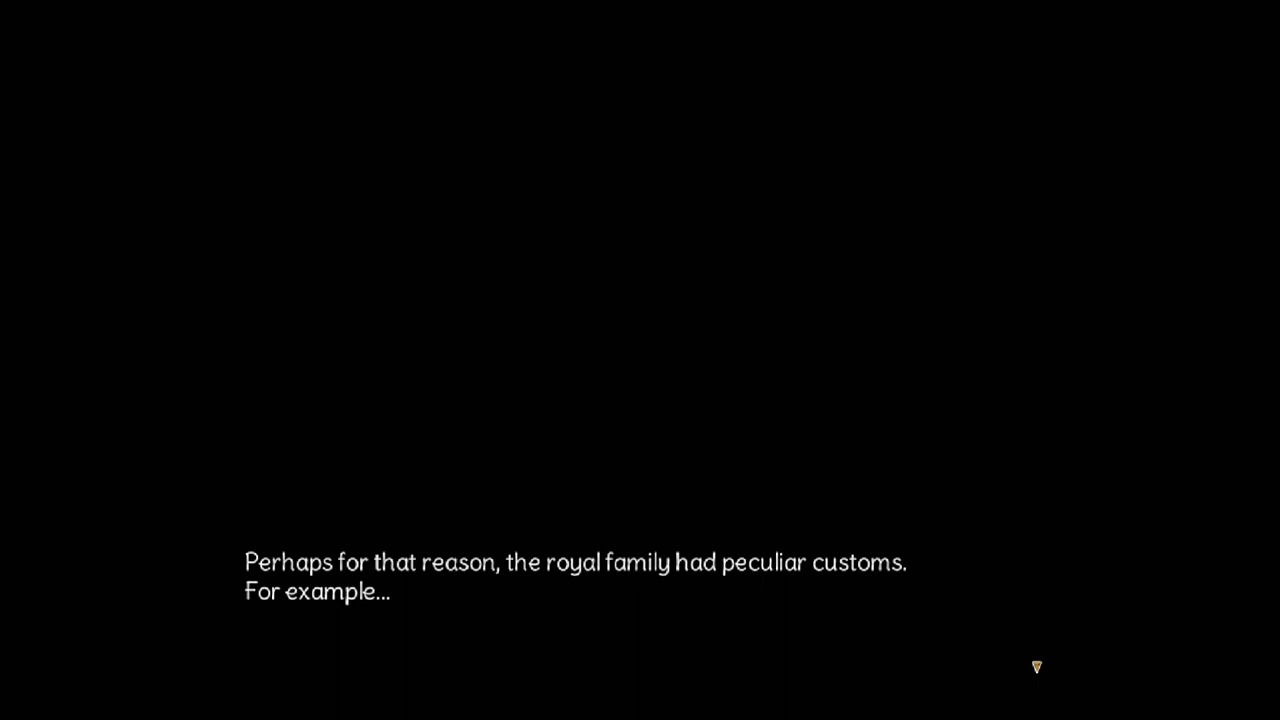 Perhaps for that reason, the royal family had peculiar customs.
For example...